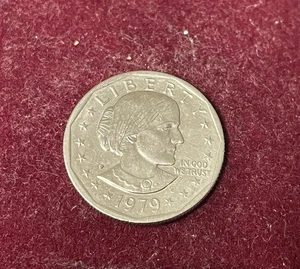 LIBERTY
IN GOD
WE TRUST
1979